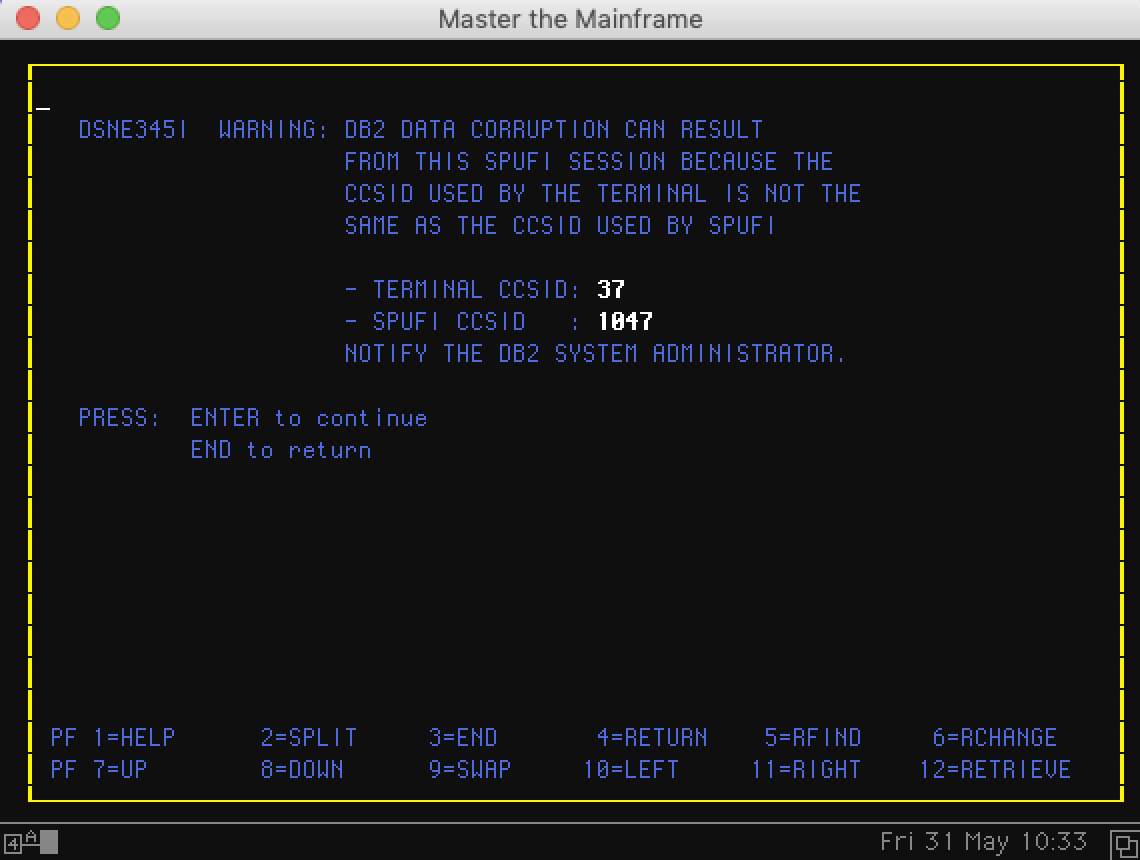 Master the Mainframe
DSNE345I WARNING: DB2 DATA CORRUPTION CAN RESULT
FROM THIS SPUFI SESSION BECAUSE THE
CCSID USED BY THE TERMINAL IS NOT THE
SAME AS THE CCSID USED BY SPUFI
- TERMINAL CCSID: 37
- SPUFI CCSID : 1047
NOTIFY THE DB2 SYSTEM ADMINISTRATOR.
PRESS: ENTER to continue
END to return
PF 1=HELP 2=SPLIT 3=END 4=RETURN 5=RFIND 6=RCHANGE
PF 7=UP 8=DOWN 9=SWAP 10=LEFT 11=RIGHT 12=RETRIEVE
4 A Fri 31 May 10:33